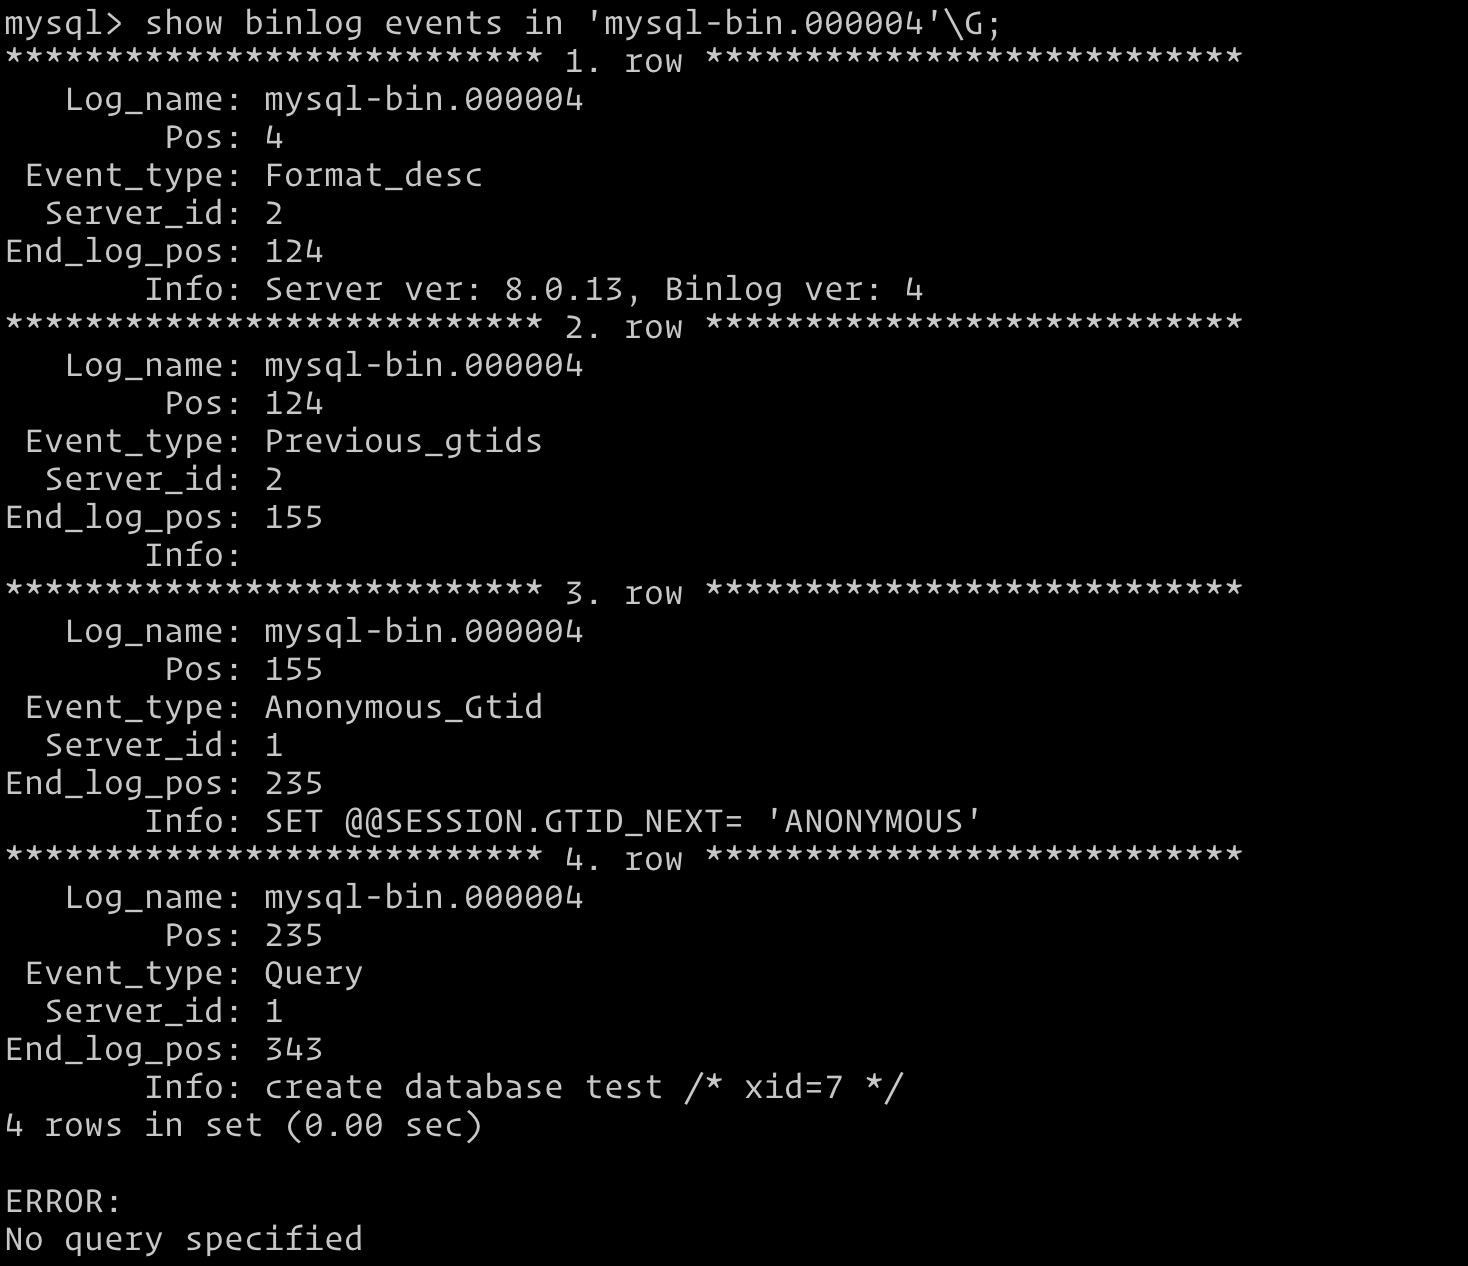 mysql> show binlog events in 'mysql-bin.000004'\G;
*************************** 1. row ***************************
   Log_name: mysql-bin.000004
        Pos: 4
 Event_type: Format_desc
  Server_id: 2
End_log_pos: 124
       Info: Server ver: 8.0.13, Binlog ver: 4
*************************** 2. row ***************************
   Log_name: mysql-bin.000004
        Pos: 124
 Event_type: Previous_gtids
  Server_id: 2
End_log_pos: 155
       Info:
*************************** 3. row ***************************
   Log_name: mysql-bin.000004
        Pos: 155
 Event_type: Anonymous_Gtid
  Server_id: 1
End_log_pos: 235
       Info: SET @@SESSION.GTID_NEXT= 'ANONYMOUS'
*************************** 4. row ***************************
   Log_name: mysql-bin.000004
        Pos: 235
 Event_type: Query
  Server_id: 1
End_log_pos: 343
       Info: create database test /* xid=7 */
4 rows in set (0.00 sec)

ERROR:
No query specified